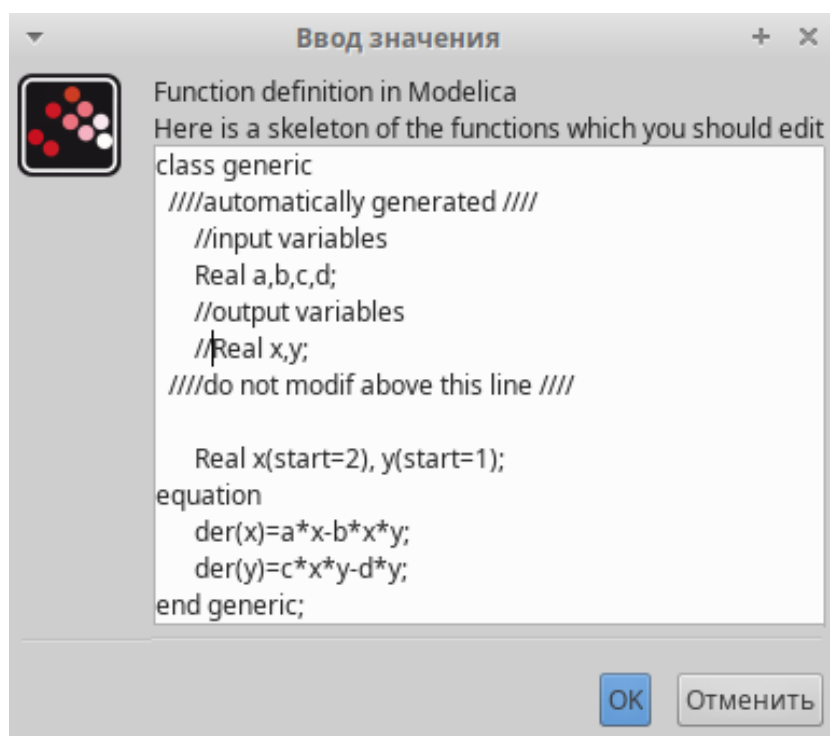 Ввод значения
Function definition in Modelica
Here is a skeleton of the functions which you should edit
class generic
////automatically generated ////
//input variables
Real a,b,c,d;
//output variables
//Real x,y;
////do not modif above this line ////
Real x(start=2), y(start=1);
equation
der(x)=a*x-b*x*y;
der(y)=c*x*y-d*y;
end generic;
OK
Отменить